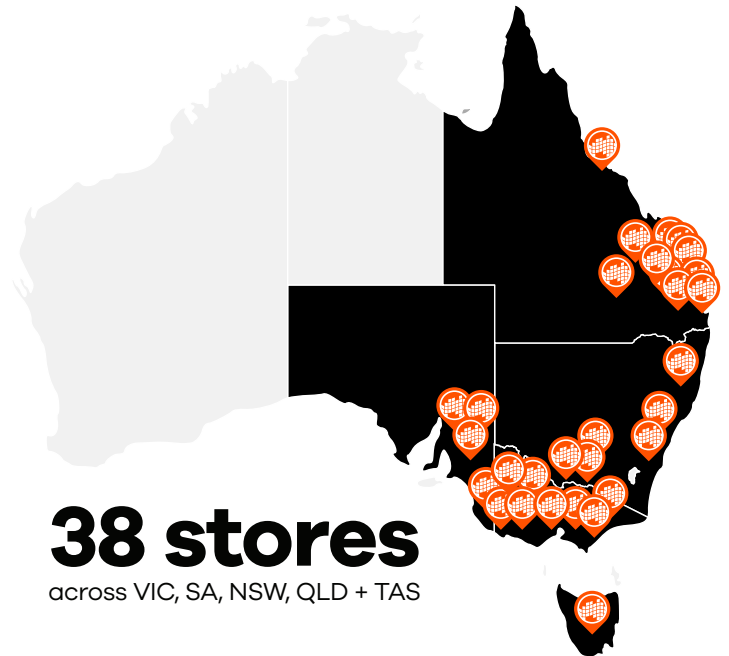 38 stores
across VIC, SA, NSW, QLD + TAS